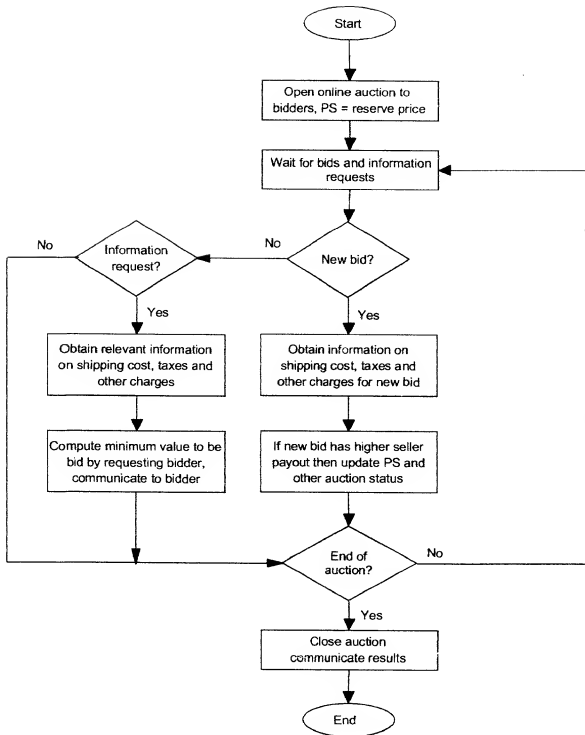 Start
Open online auction to
bidders, PS = reserve price
Wait for bids and information
requests
No
Information
request?
No
New bid?
Yes
Yes
Obtain relevant information
on shipping cost, taxes and
other charges
Obtain information on
shipping cost, taxes and
other charges for new bid
Compute minimum value to be
bid by requesting bidder,
communicate to bidder
If new bid has higher seller
payout then update PS and
other auction status
End of
auction?
No
Yes
Close auction
communicate results
End